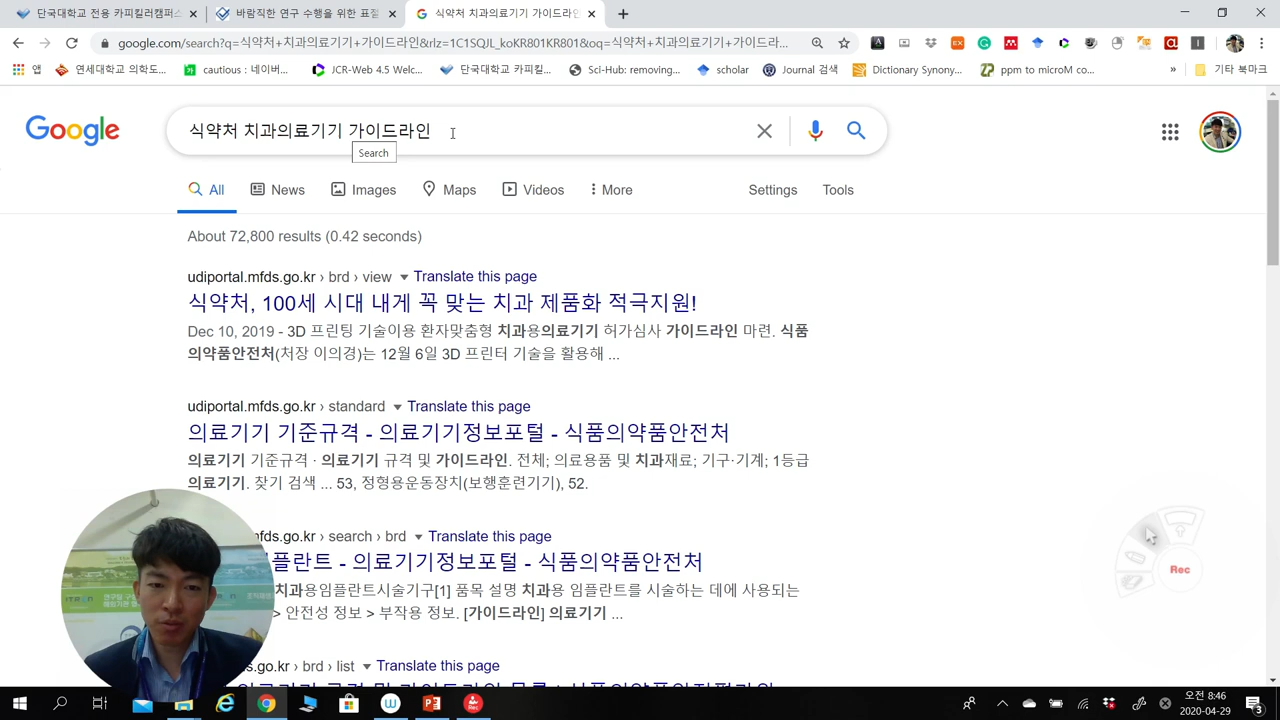 단국대학교 전용 카피킬러캠퍼스
바람직한 연구 수행을 위한 표절
식약처 치과의료기기 가이드라인
google.com/search?q=식약처+치과의료기기+가이드라인&rlz=1C1SQJL_koKR801KR801&oq=식약처+치과의료기기+가이드라...
앱
연세대학교 의학도...
cautious : 네이버...
JCR-Web 4.5 Welc...
단국대학교 카피킬...
Sci-Hub: removing...
scholar
Journal 검색
Dictionary Synony...
ppm to microM co...
»
기타 북마크
Google
식약처 치과의료기기 가이드라인
Search
All
News
Images
Maps
Videos
More
Settings
Tools
About 72,800 results (0.42 seconds)
udiportal.mfds.go.kr › brd › view Translate this page
식약처, 100세 시대 내게 꼭 맞는 치과 제품화 적극지원!
Dec 10, 2019 - 3D 프린팅 기술이용 환자맞춤형 치과용의료기기 허가심사 가이드라인 마련. 식품
의약품안전처(처장 이의경)는 12월 6일 3D 프린터 기술을 활용해 ...
udiportal.mfds.go.kr › standard Translate this page
의료기기 기준규격 - 의료기기정보포털 - 식품의약품안전처
의료기기 기준규격 · 의료기기 규격 및 가이드라인. 전체; 의료용품 및 치과재료; 기구·기계; 1등급
의료기기. 찾기 검색 ... 53, 정형용운동장치(보행훈련기기), 52.
nfds.go.kr › search › brd Translate this page
플란트 - 의료기기정보포털 - 식품의약품안전처
치과용임플란트시술기구[1] 품목 설명 치과용 임플란트를 시술하는 데에 사용되는
> 안전성 정보 > 부작용 정보. [가이드라인] 의료기기 ...
s.go.kr › brd › list Translate this page
Rec
오전 8:46
2020-04-29
3